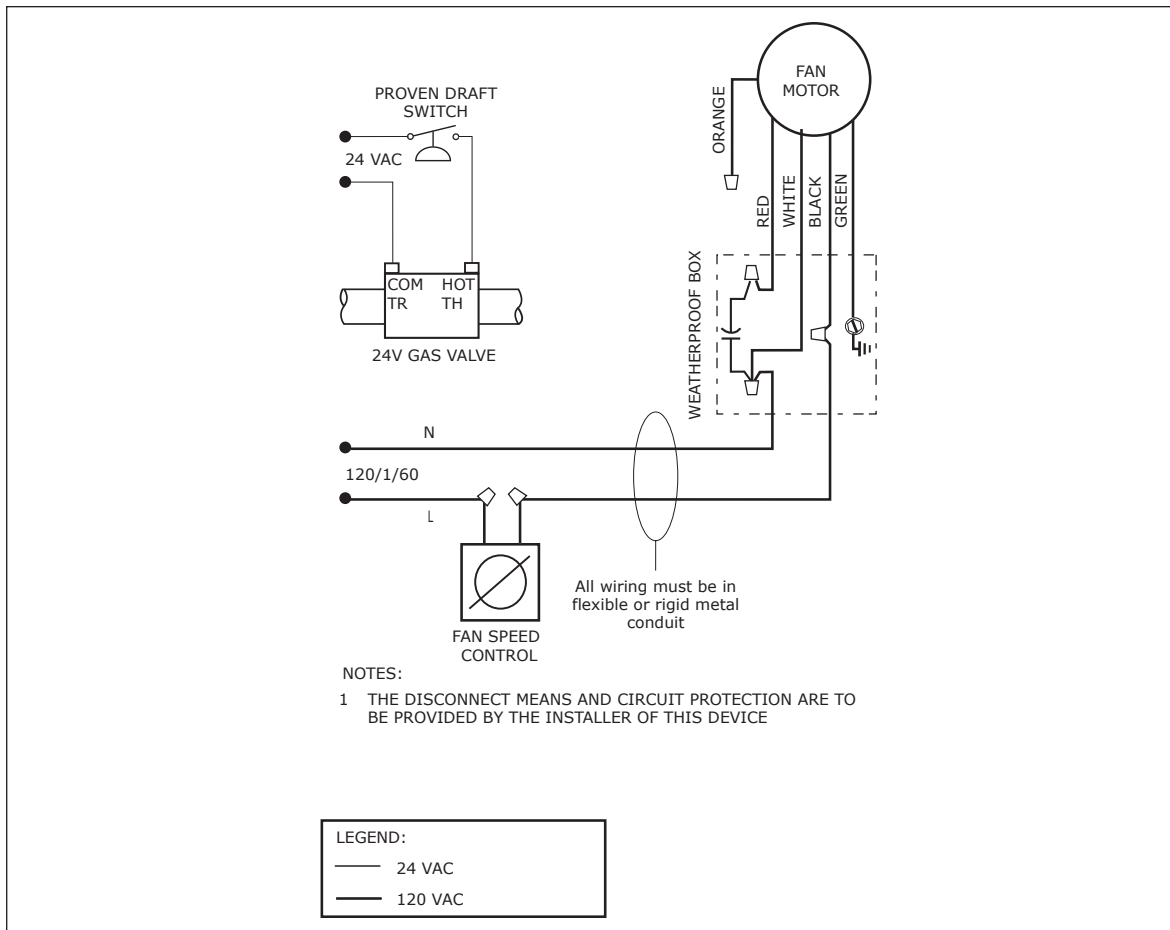 FAN
MOTOR
PROVEN DRAFT
SWITCH
ORANGE
24 VAC
RED
WHITE
BLACK
GREEN
COM HOT
TR TH
24V GAS VALVE
WEATHERPROOF BOX
N
120/1/60
L
All wiring must be in
flexible or rigid metal
conduit
FAN SPEED
CONTROL
NOTES:
1 THE DISCONNECT MEANS AND CIRCUIT PROTECTION ARE TO
BE PROVIDED BY THE INSTALLER OF THIS DEVICE
LEGEND:
24 VAC
120 VAC